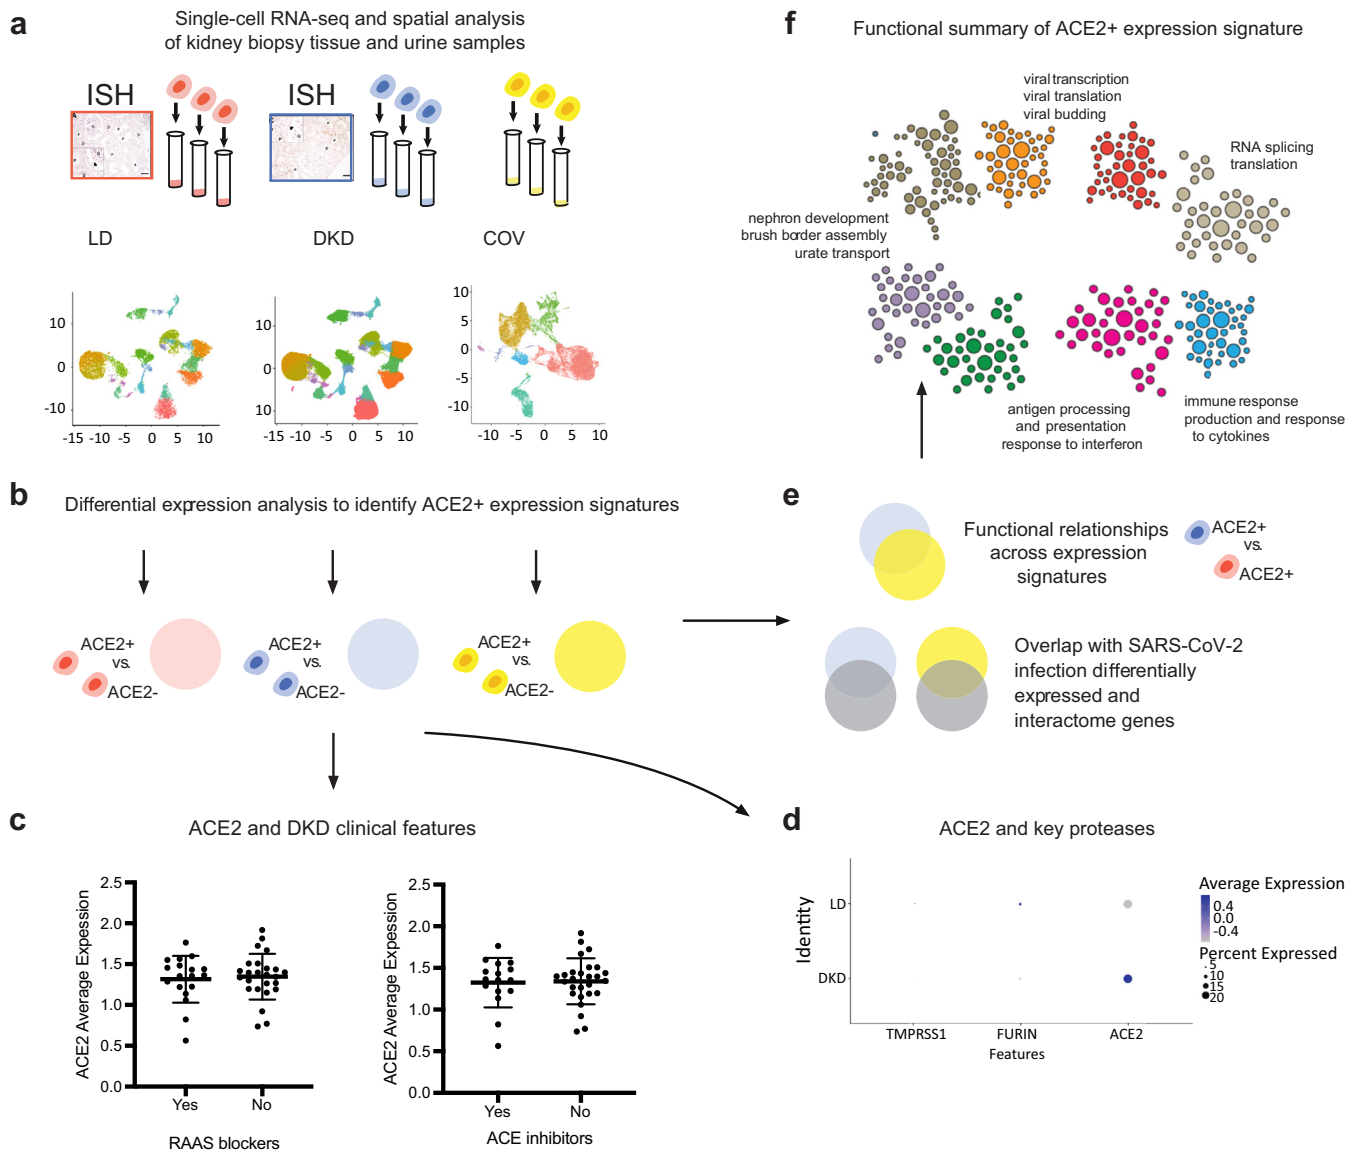 a
Single-cell RNA-seq and spatial analysis
of kidney biopsy tissue and urine samples
ISH
ISH
LD
DKD
COV
10
0
-10
-15 -10 -5 0 5 10
10
0
10
-15 -10 -5 0 5 10
10
5
0
-5
-10
-10 -5 0 5 10
b
Differential expression analysis to identify ACE2+ expression signatures
ACE2+
vs.
ACE2-
ACE2+
vs.
ACE2-
ACE2+
vs.
ACE2-
c
ACE2 and DKD clinical features
ACE2 Average Expession
2.5
2.0
1.5
1.0
0.5
0.0
Yes No
RAAS blockers
ACE2 Average Expression
2.5
2.0
1.5
1.0
0.5
0.0
Yes No
ACE inhibitors
d
ACE2 and key proteases
Identity
LD
DKD
TMPRSS1 FURIN ACE2
Features
Average Expression
0.4
0.0
-0.4
Percent Expressed
5
10
15
20
e
Functional relationships
across expression
signatures
ACE2+
vs.
ACE2+
Overlap with SARS-CoV-2
infection differentially
expressed and
interactome genes
f
Functional summary of ACE2+ expression signature
viral transcription
viral translation
viral budding
RNA splicing
translation
nephron development
brush border assembly
urate transport
antigen processing
and presentation
response to interferon
immune response
production and response
to cytokines